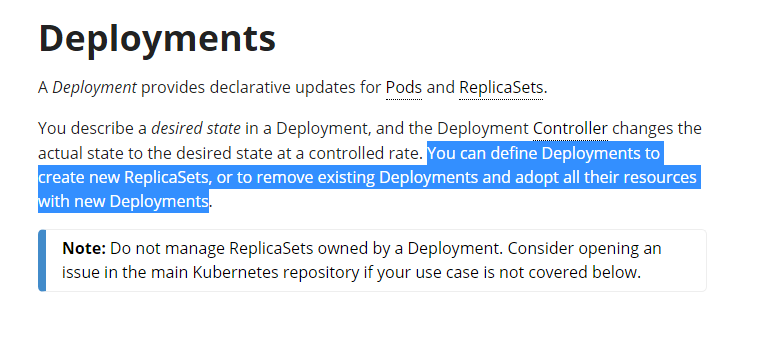 Deployments
A Deployment provides declarative updates for Pods and ReplicaSets.
You describe a desired state in a Deployment, and the Deployment Controller changes the
actual state to the desired state at a controlled rate. You can define Deployments to
create new ReplicaSets, or to remove existing Deployments and adopt all their resources
with new Deployments.
Note: Do not manage ReplicaSets owned by a Deployment. Consider opening an
issue in the main Kubernetes repository if your use case is not covered below.